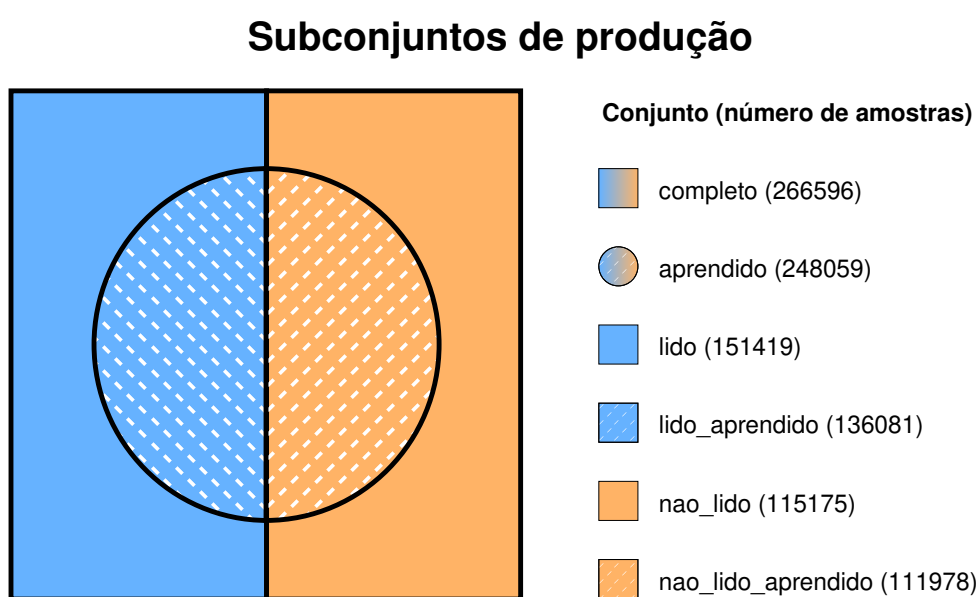 Subconjuntos de produção
Conjunto (número de amostras)
completo (266596)
aprendido (248059)
lido (151419)
lido_aprendido (136081)
nao_lido (115175)
nao_lido_aprendido (111978)